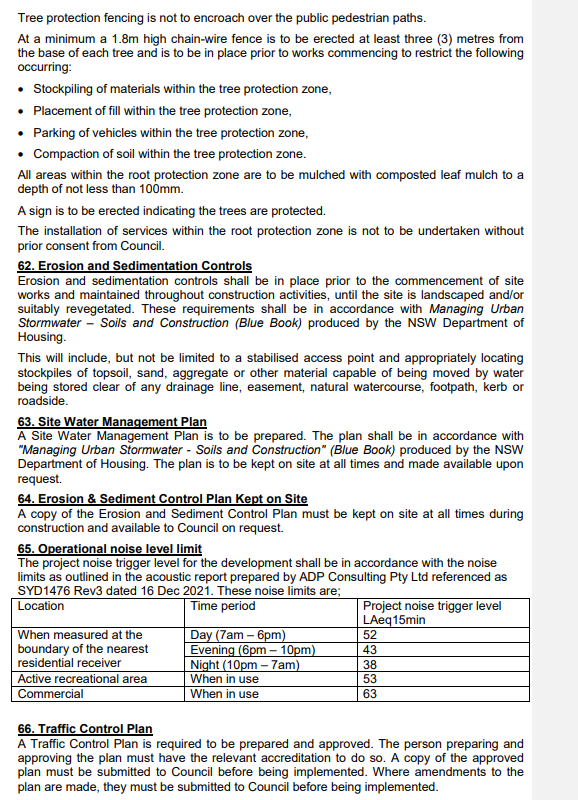 Tree protection fencing is not to encroach over the public pedestrian paths.
At a minimum a 1.8m high chain-wire fence is to be erected at least three (3) metres from
the base of each tree and is to be in place prior to works commencing to restrict the following
occurring:
• Stockpiling of materials within the tree protection zone,
• Placement of fill within the tree protection zone,
• Parking of vehicles within the tree protection zone,
• Compaction of soil within the tree protection zone.
All areas within the root protection zone are to be mulched with composted leaf mulch to a
depth of not less than 100mm.
A sign is to be erected indicating the trees are protected.
The installation of services within the root protection zone is not to be undertaken without
prior consent from Council.
62. Erosion and Sedimentation Controls
Erosion and sedimentation controls shall be in place prior to the commencement of site
works and maintained throughout construction activities, until the site is landscaped and/or
suitably revegetated. These requirements shall be in accordance with Managing Urban
Stormwater – Soils and Construction (Blue Book) produced by the NSW Department of
Housing.
This will include, but not be limited to a stabilised access point and appropriately locating
stockpiles of topsoil, sand, aggregate or other material capable of being moved by water
being stored clear of any drainage line, easement, natural watercourse, footpath, kerb or
roadside.
63. Site Water Management Plan
A Site Water Management Plan is to be prepared. The plan shall be in accordance with
"Managing Urban Stormwater - Soils and Construction" (Blue Book) produced by the NSW
Department of Housing. The plan is to be kept on site at all times and made available upon
request.
64. Erosion & Sediment Control Plan Kept on Site
A copy of the Erosion and Sediment Control Plan must be kept on site at all times during
construction and available to Council on request.
65. Operational noise level limit
The project noise trigger level for the development shall be in accordance with the noise
limits as outlined in the acoustic report prepared by ADP Consulting Pty Ltd referenced as
SYD1476 Rev3 dated 16 Dec 2021. These noise limits are;
Location Time period Project noise trigger level
LAeq15min
When measured at the Day (7am – 6pm) 52
boundary of the nearest Evening (6pm – 10pm) 43
residential receiver Night (10pm – 7am) 38
Active recreational area When in use 53
Commercial When in use 63
66. Traffic Control Plan
A Traffic Control Plan is required to be prepared and approved. The person preparing and
approving the plan must have the relevant accreditation to do so. A copy of the approved
plan must be submitted to Council before being implemented. Where amendments to the
plan are made, they must be submitted to Council before being implemented.